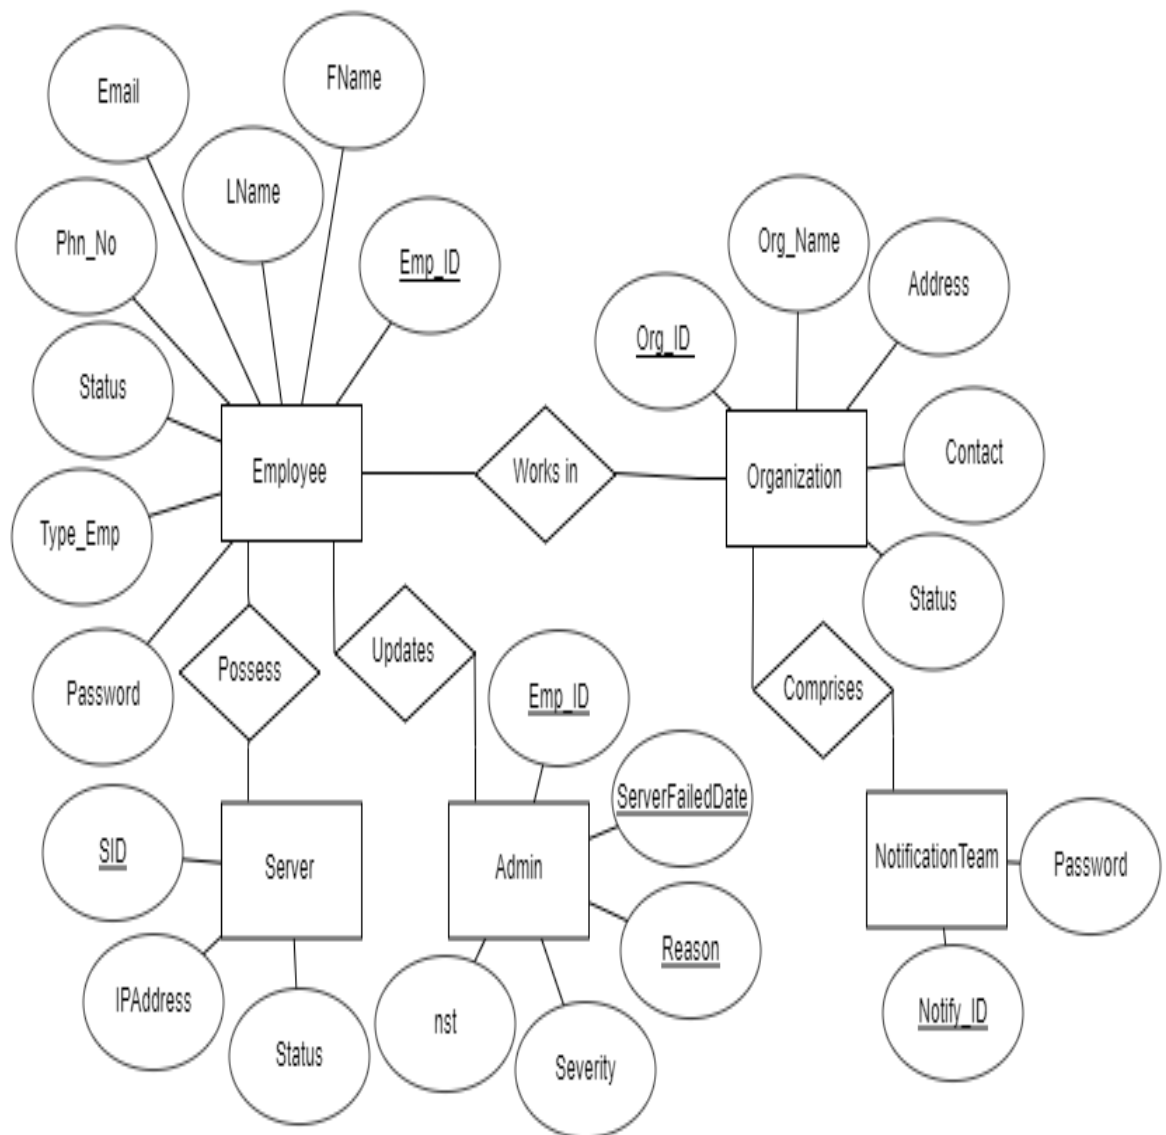 FName
Email
LName
Phn_No
Emp_ID
Org_Name
Address
Org_ID
Status
Contact
Employee
Works in
Organization
Type_Emp
Status
Updates
Possess
Password
Comprises
Emp_ID
ServerFailedDate
SID
Server
Admin
NotificationTeam
Password
Reason
IPAddress
nst
Notify_ID
Status
Severity